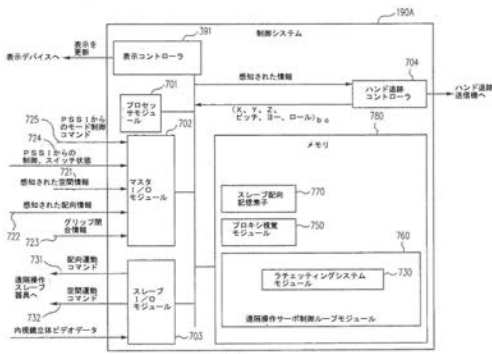 190A
制御システム
表示を
更新
表示デバイスへ
391
表示コントローラ
感知された情報
704
ハンド追跡
コントローラ
ハンド追跡
送信機へ
(X、Y、Z、
ピッチ、ヨー、ロール)bc
701
プロセッサ
モジュール
780
メモリ
725
PSS1から
のモード制御
コマンド
724
PSS1からの
制御、スイッチ状態
721
感知された空間情報
感知された配向情報
722
グリップ閉
合情報
723
702
マスタ
I/O
モジュール
スレーブ配向
記憶素子
770
プロキシ視覚
モジュール
750
760
ラチェッティングシステム
モジュール
730
遠隔操作サーボ制御ループモジュール
731
配向運動
コマンド
遠隔操作
スレーブ
器具へ
空間運動
コマンド
732
内視鏡立体ビデオデータ
スレーブ
I/O
モジュール
703